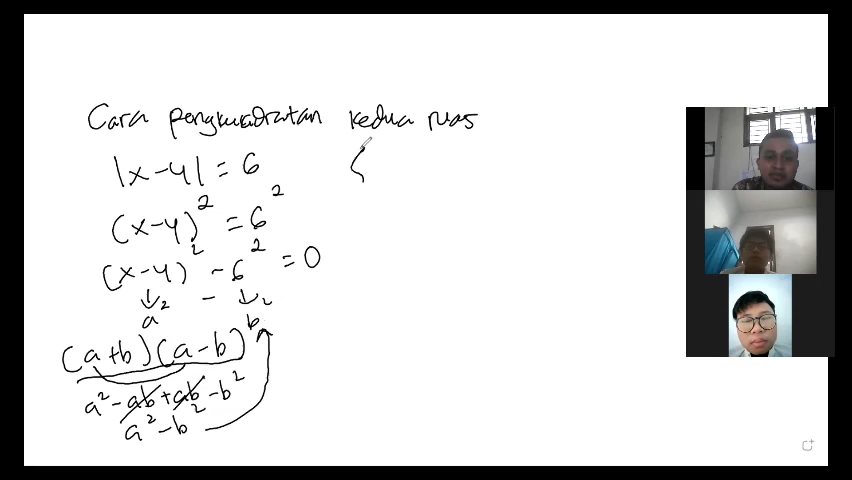 Cara pengkuadratan kedua ruas
|x-4| = 6
(x-4)² = 6²
(x-4)² - 6² = 0
↓ a² - ↓ b²
(a+b)(a-b)
a² - ab + ab - b²
a² - b²